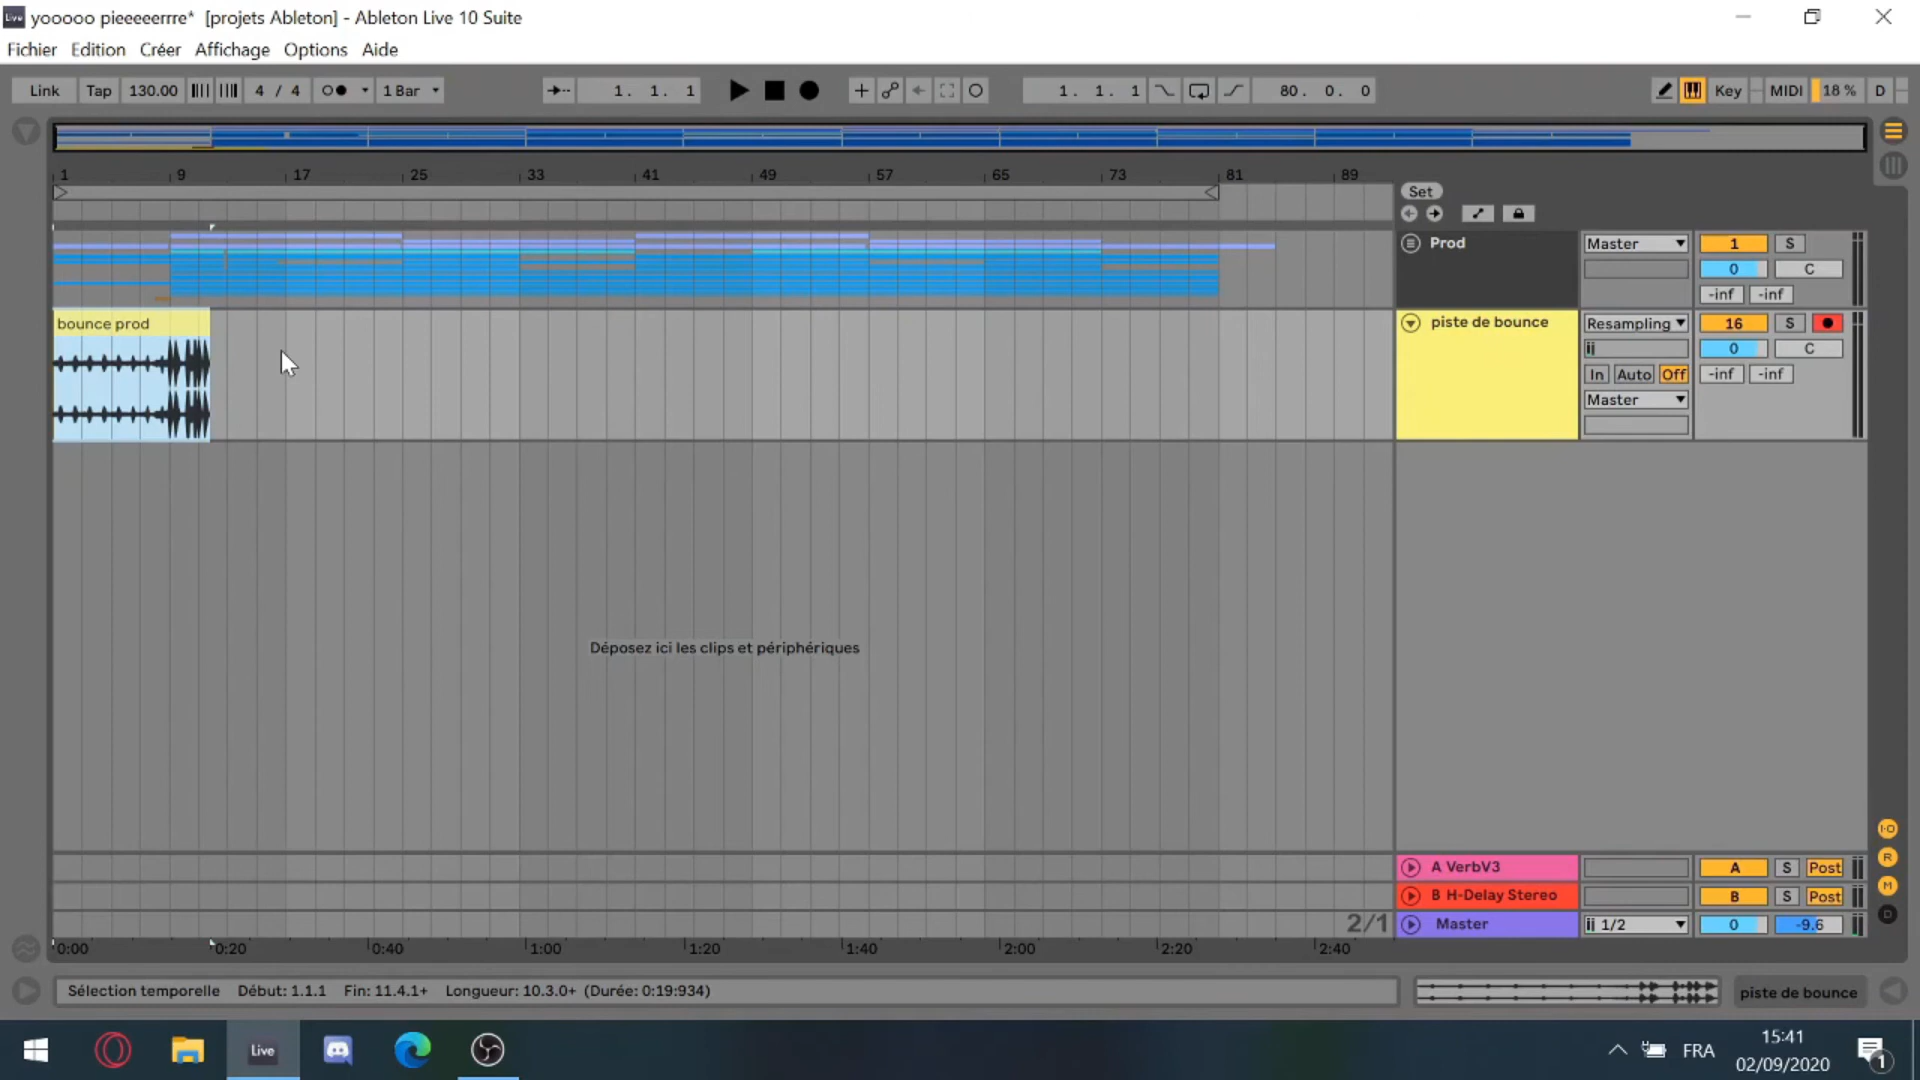 yooooo pieeeeerrre*  [projets Ableton] - Ableton Live 10 Suite
Fichier Edition Créer Affichage Options Aide
Link Tap 130.00 4 / 4 1 Bar 1. 1. 1 1. 1. 1 80. 0. 0 Key MIDI 18 % D
1 9 17 25 33 41 49 57 65 73 81 89
Set
Prod Master 1 S
0 C
-inf -inf
bounce prod piste de bounce Resampling 16 S
0 C
In Auto Off -inf -inf
Master
Déposez ici les clips et périphériques
A VerbV3 A S Post
B H-Delay Stereo B S Post
2/1 Master 1/2 0 -9.6
0:00 0:20 0:40 1:00 1:20 1:40 2:00 2:20 2:40
I·O
R
M
D
Sélection temporelle Début: 1.1.1 Fin: 11.4.1+ Longueur: 10.3.0+ (Durée: 0:19:934) piste de bounce
Live FRA 15:41
02/09/2020 1